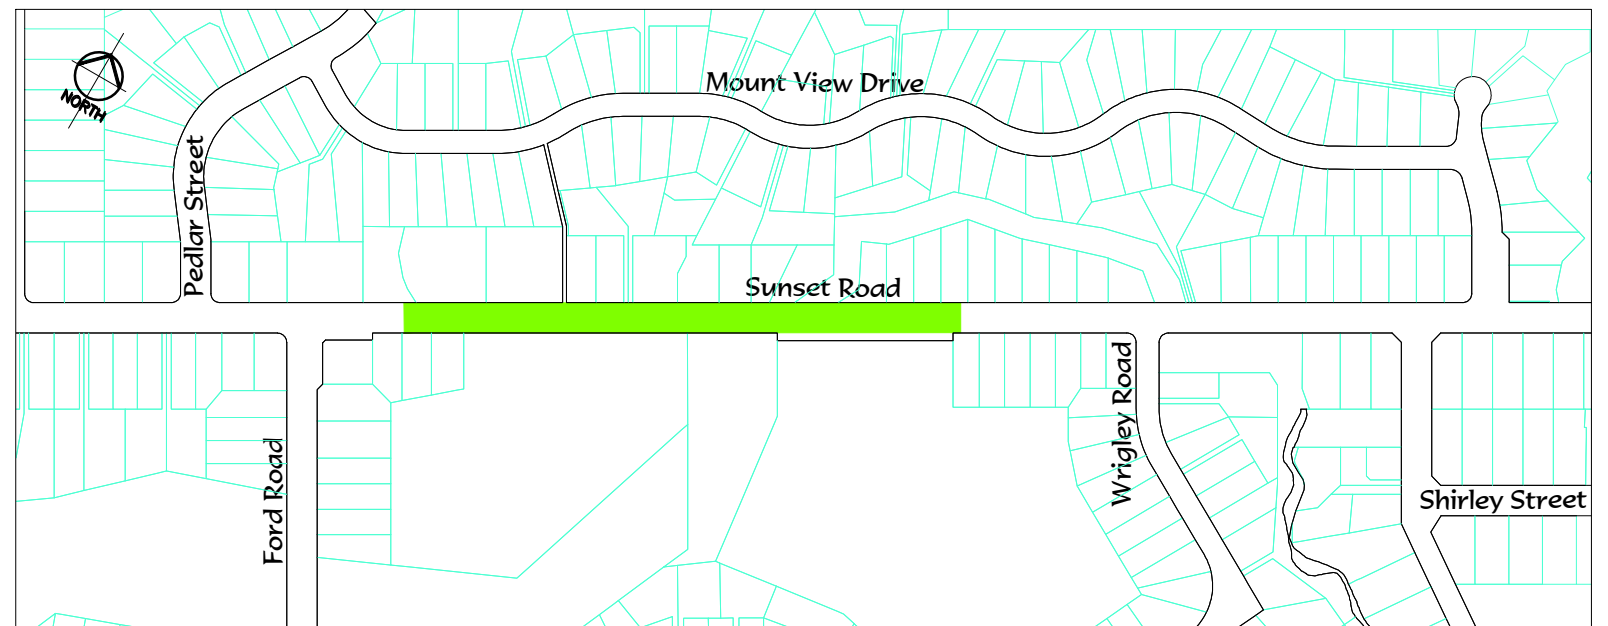 Mount View Drive
NORTH
Pedlar Street
Sunset Road
Ford Road
Wrigley Road
Shirley Street